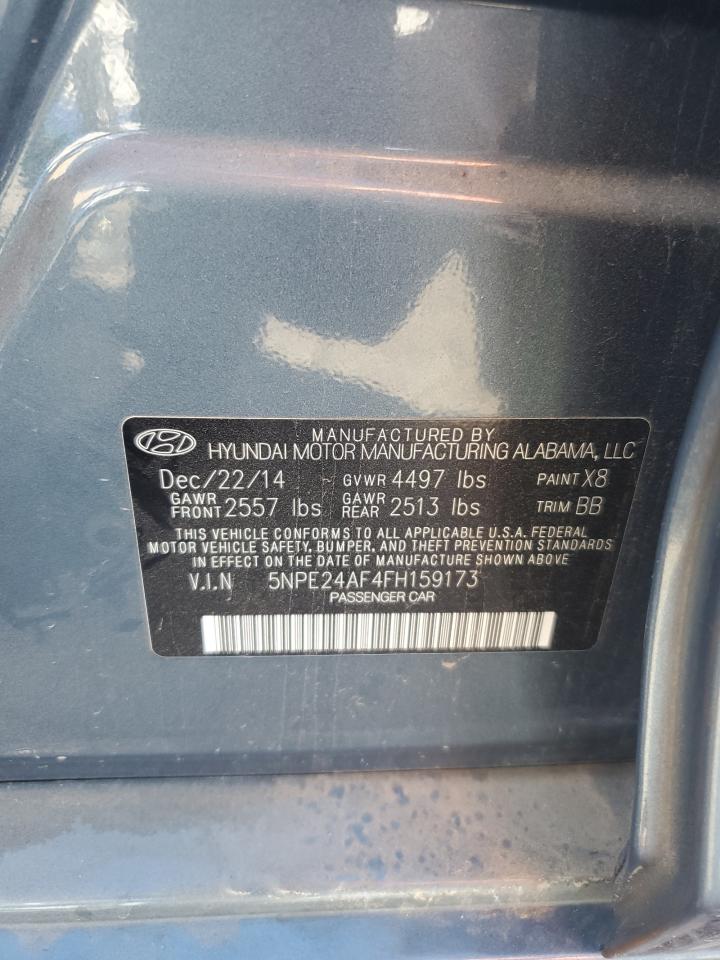 MANUFACTURED BY
HYUNDAI MOTOR MANUFACTURING ALABAMA, LLC
Dec/22/14 GVWR 4497 lbs PAINT X8
GAWR FRONT 2557 lbs GAWR REAR 2513 lbs TRIM BB
THIS VEHICLE CONFORMS TO ALL APPLICABLE U.S.A. FEDERAL
MOTOR VEHICLE SAFETY, BUMPER, AND THEFT PREVENTION STANDARDS
IN EFFECT ON THE DATE OF MANUFACTURE SHOWN ABOVE
V.I.N 5NPE24AF4FH159173
PASSENGER CAR